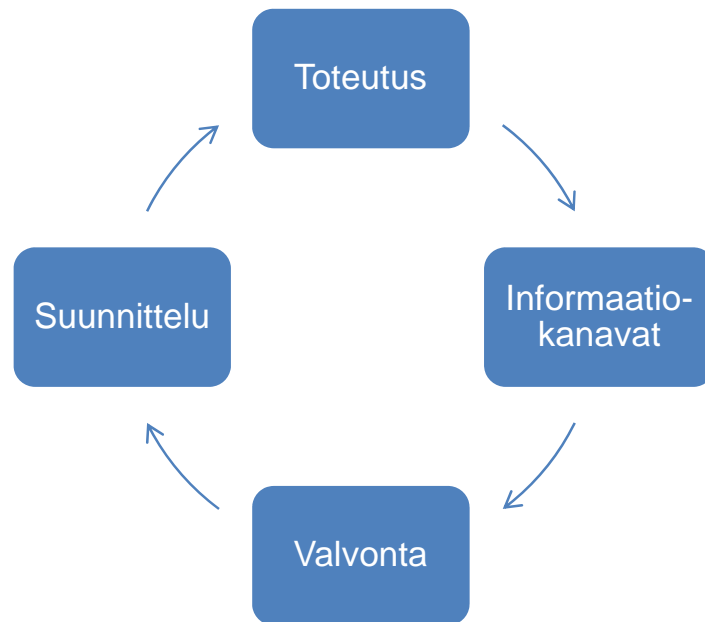 Toteutus
Suunnittelu
Informaatio-
kanavat
Valvonta